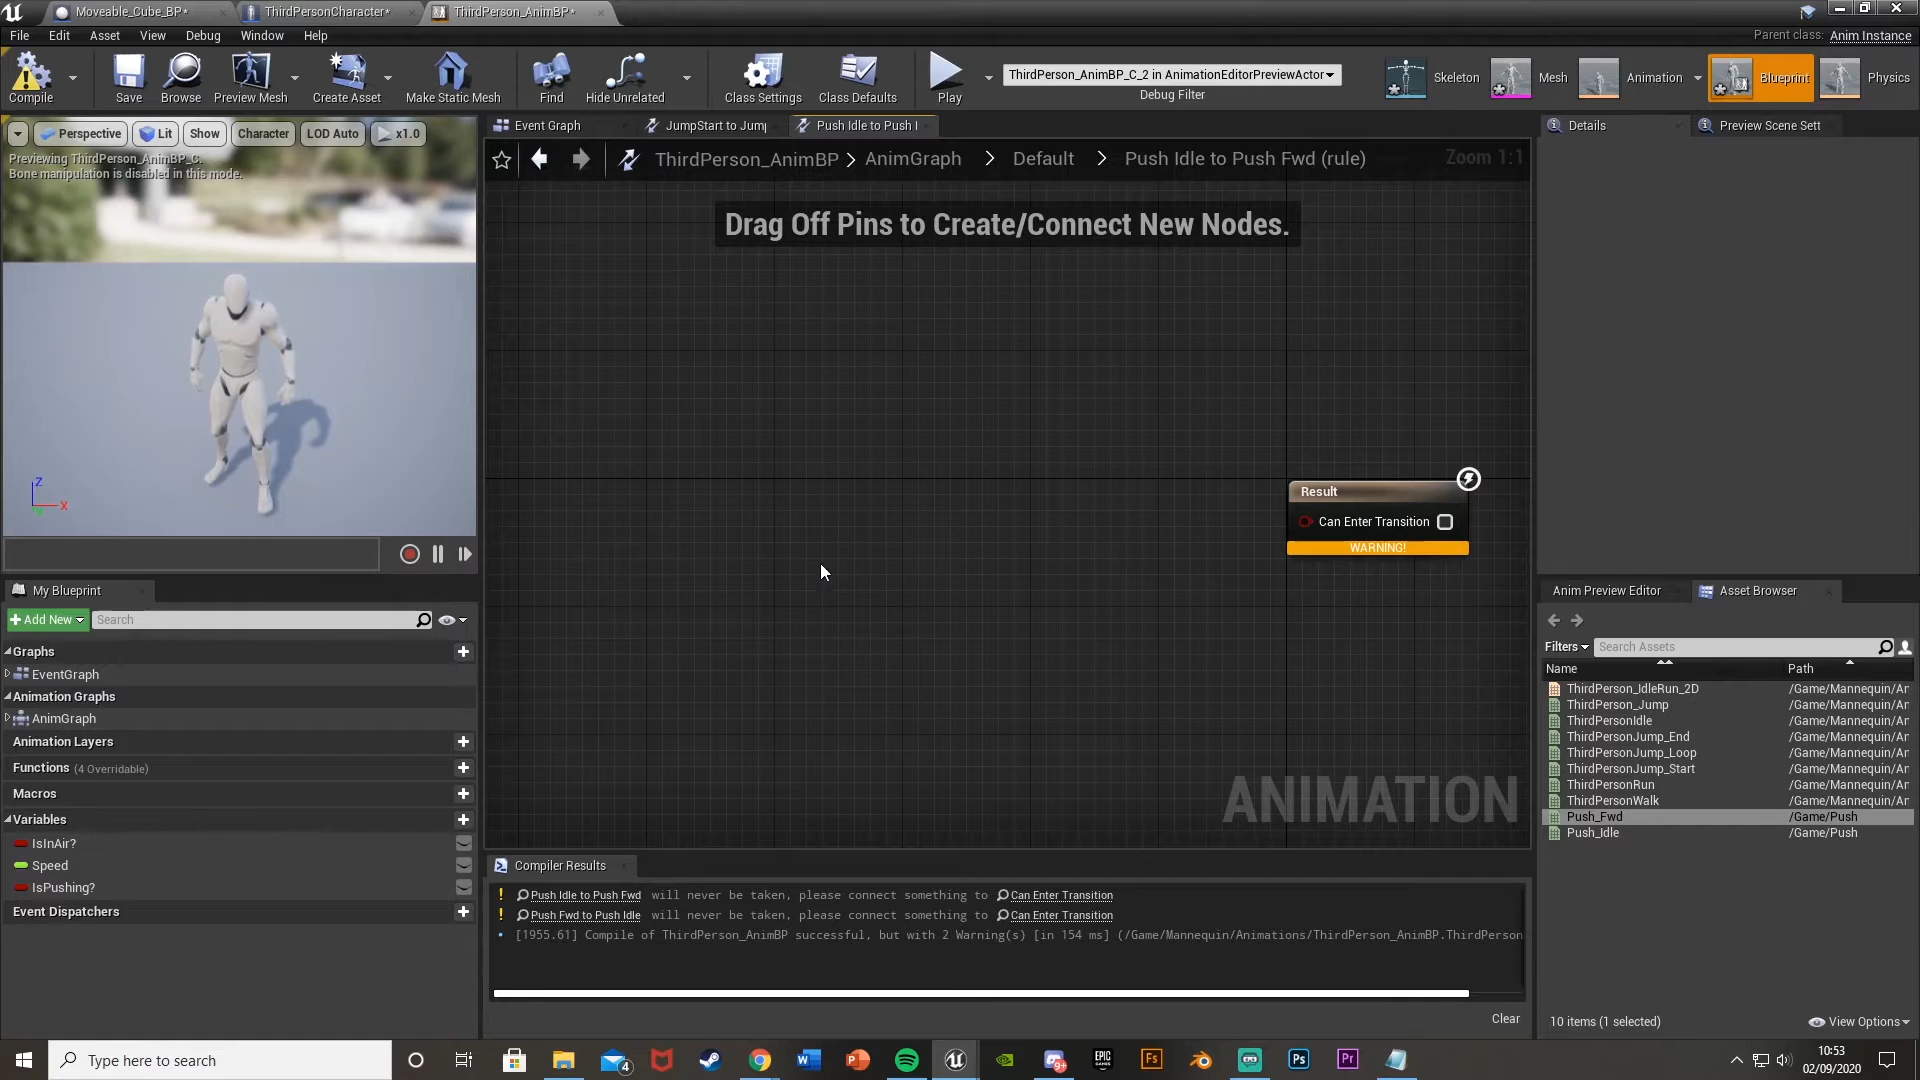 Moveable_Cube_BP*
ThirdPersonCharacter*
ThirdPerson_AnimBP*
File Edit Asset View Debug Window Help
Parent class: Anim Instance
Compile
Save
Browse
Preview Mesh
Create Asset
Make Static Mesh
Find
Hide Unrelated
Class Settings
Class Defaults
Play
ThirdPerson_AnimBP_C_2 in AnimationEditorPreviewActor
Debug Filter
Skeleton
Mesh
Animation
Blueprint
Physics
Perspective
Lit
Show
Character
LOD Auto
x1.0
Previewing ThirdPerson_AnimBP_C.
Bone manipulation is disabled in this mode.
Z
X
Event Graph
JumpStart to Jum
Push Idle to Push
ThirdPerson_AnimBP > AnimGraph > Default > Push Idle to Push Fwd (rule)
Zoom 1:1
Drag Off Pins to Create/Connect New Nodes.
Result
Can Enter Transition
WARNING!
ANIMATION
Details
Preview Scene Sett
My Blueprint
Add New
Search
Graphs
EventGraph
Animation Graphs
AnimGraph
Animation Layers
Functions (4 Overridable)
Macros
Variables
IsInAir?
Speed
IsPushing?
Event Dispatchers
Compiler Results
! Push Idle to Push Fwd will never be taken, please connect something to Can Enter Transition
! Push Fwd to Push Idle will never be taken, please connect something to Can Enter Transition
[1955.61] Compile of ThirdPerson_AnimBP successful, but with 2 Warning(s) [in 154 ms] (/Game/Mannequin/Animations/ThirdPerson_AnimBP.ThirdPerson
Clear
Anim Preview Editor
Asset Browser
Filters
Search Assets
Name Path
ThirdPerson_IdleRun_2D /Game/Mannequin/An
ThirdPerson_Jump /Game/Mannequin/An
ThirdPersonIdle /Game/Mannequin/An
ThirdPersonJump_End /Game/Mannequin/An
ThirdPersonJump_Loop /Game/Mannequin/An
ThirdPersonJump_Start /Game/Mannequin/An
ThirdPersonRun /Game/Mannequin/An
ThirdPersonWalk /Game/Mannequin/An
Push_Fwd /Game/Push
Push_Idle /Game/Push
10 items (1 selected)
View Options
Type here to search
4
W
P
EPIC GAMES
Fs
Ps
Pr
10:53
02/09/2020